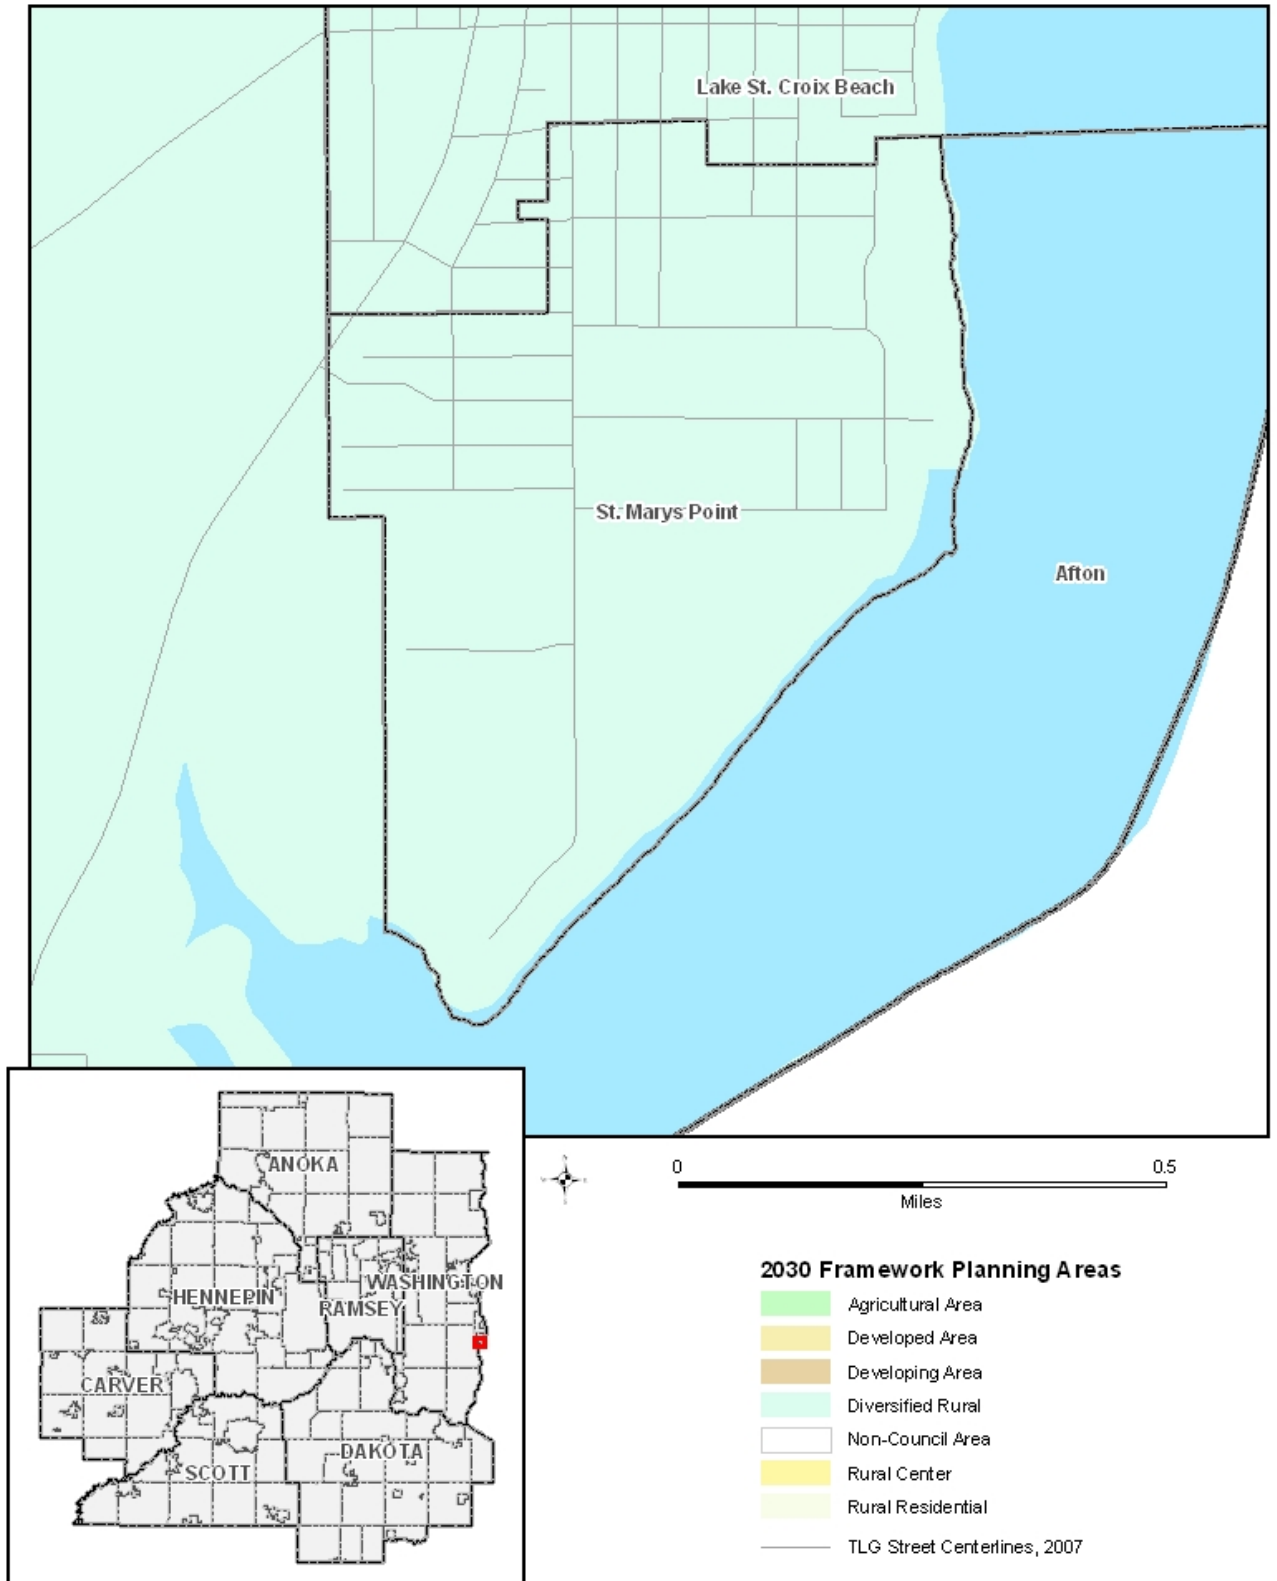 Lake St. Croix Beach
St. Marys Point
Afton
ANOKA
WASHINGTON
HENNEPIN
RAMSEY
CARVER
DAKOTA
SCOTT
0 0.5
Miles
2030 Framework Planning Areas
Agricultural Area
Developed Area
Developing Area
Diversified Rural
Non-Council Area
Rural Center
Rural Residential
TLG Street Centerlines, 2007